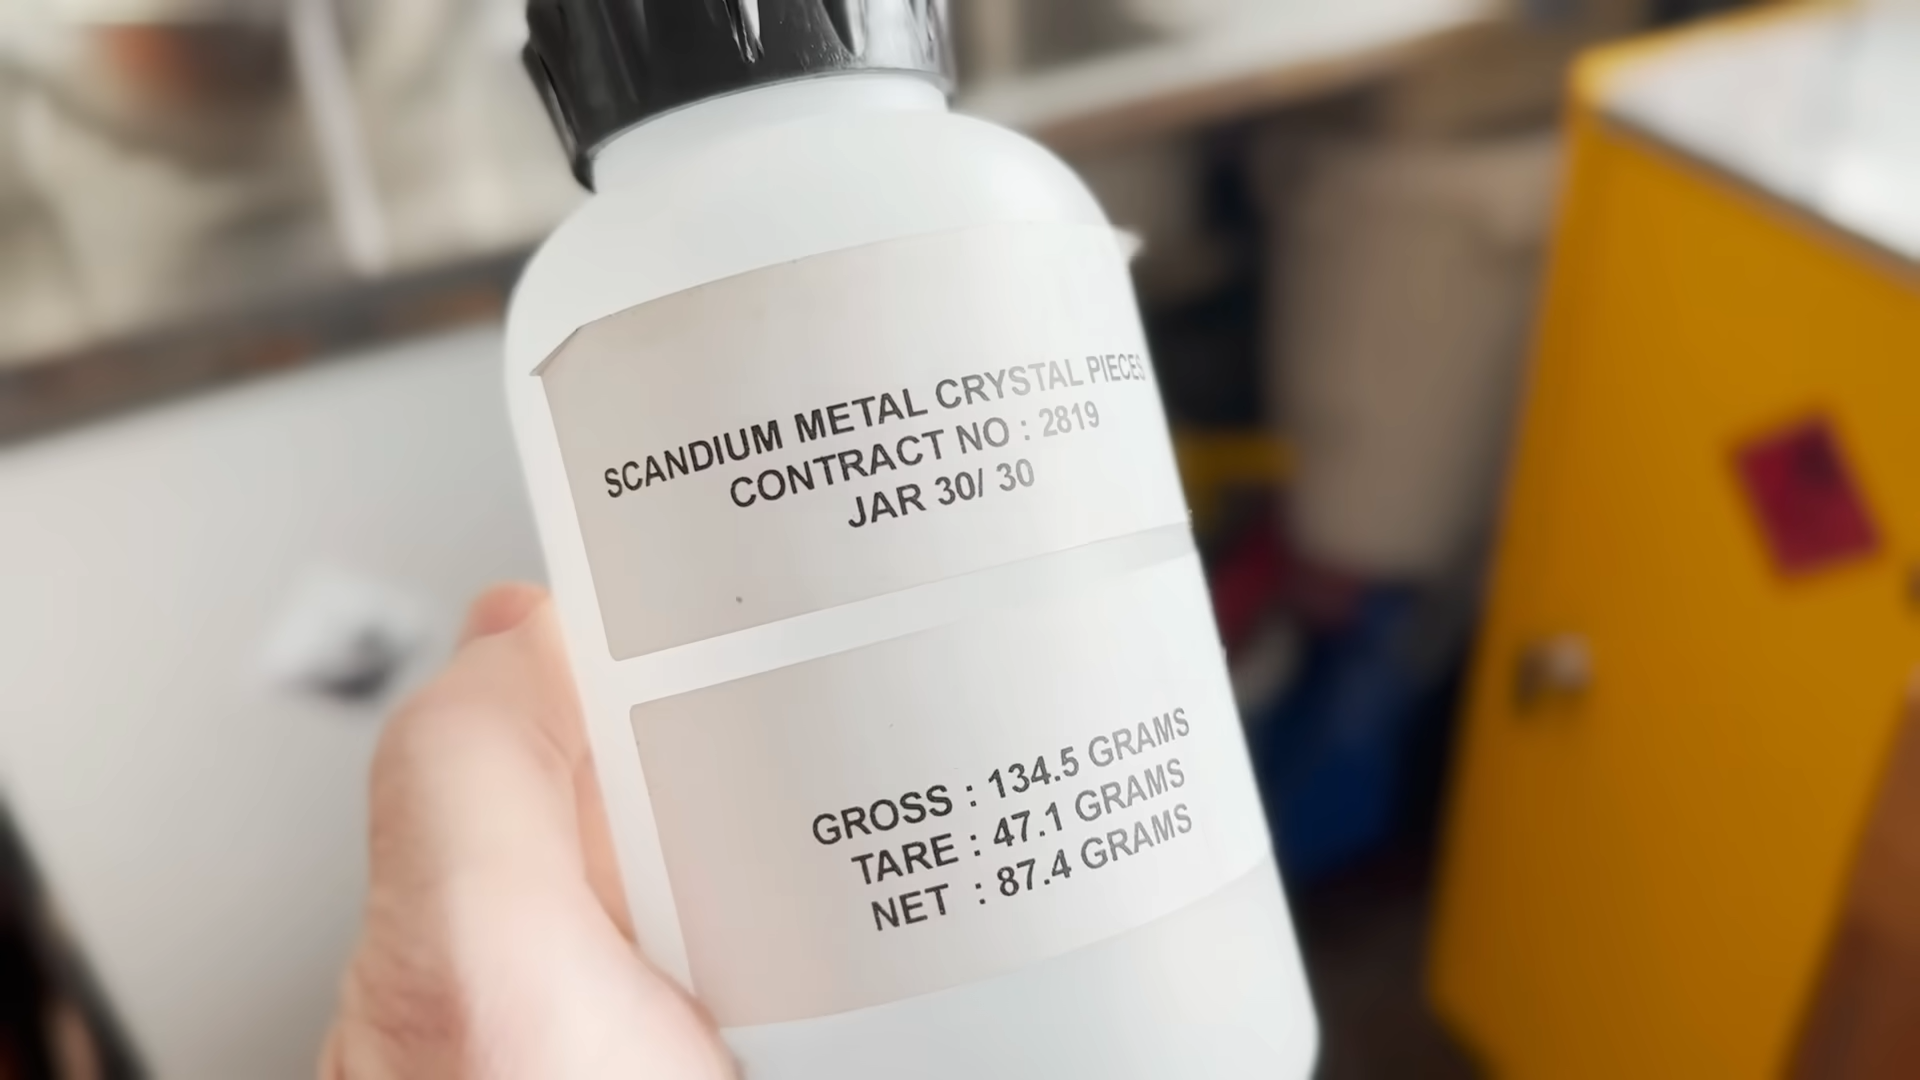 SCANDIUM METAL CRYSTAL PIECES
CONTRACT NO : 2819
JAR 30/ 30
GROSS : 134.5 GRAMS
TARE : 47.1 GRAMS
NET : 87.4 GRAMS